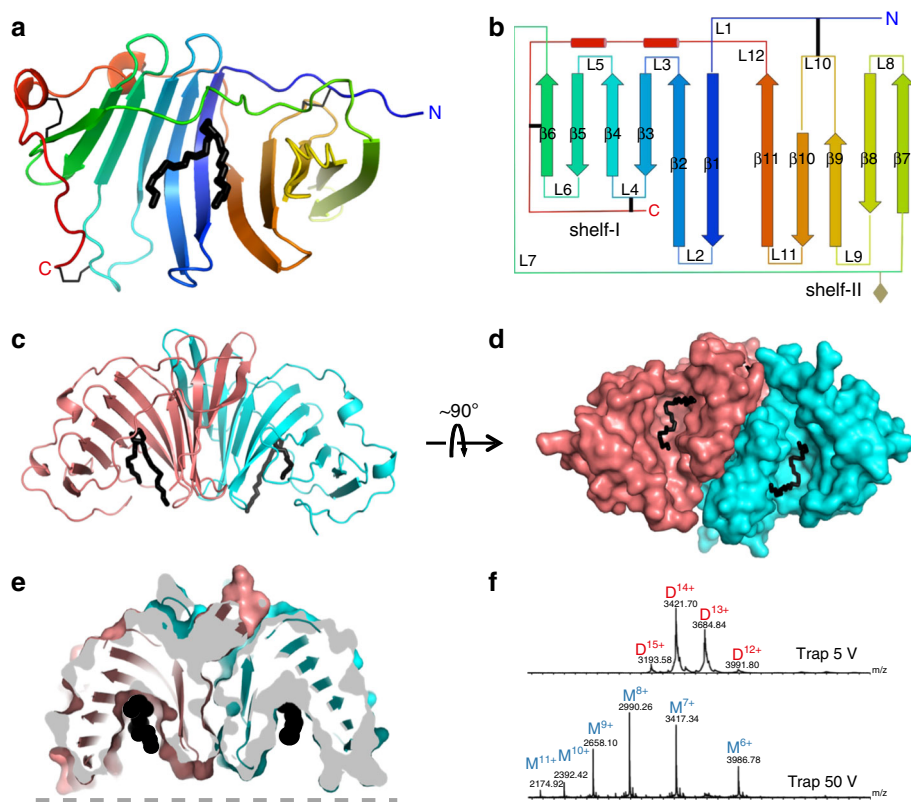 a
N
C
b
N
L1
L10
L8
L5
L3
L12
β6
β5
β4
β3
β2
β1
β11
β10
β9
β8
β7
L6
L4
C
shelf-I
L7
L2
L11
L9
shelf-II
c
~90°
d
e
f
D14+
3421.70
D13+
3684.84
D15+
3193.58
D12+
3991.80
Trap 5 V
m/z
M8+
2990.26
M7+
3417.34
M9+
2658.10
M10+
2392.42
M11+
2174.92
M6+
3986.78
Trap 50 V
m/z